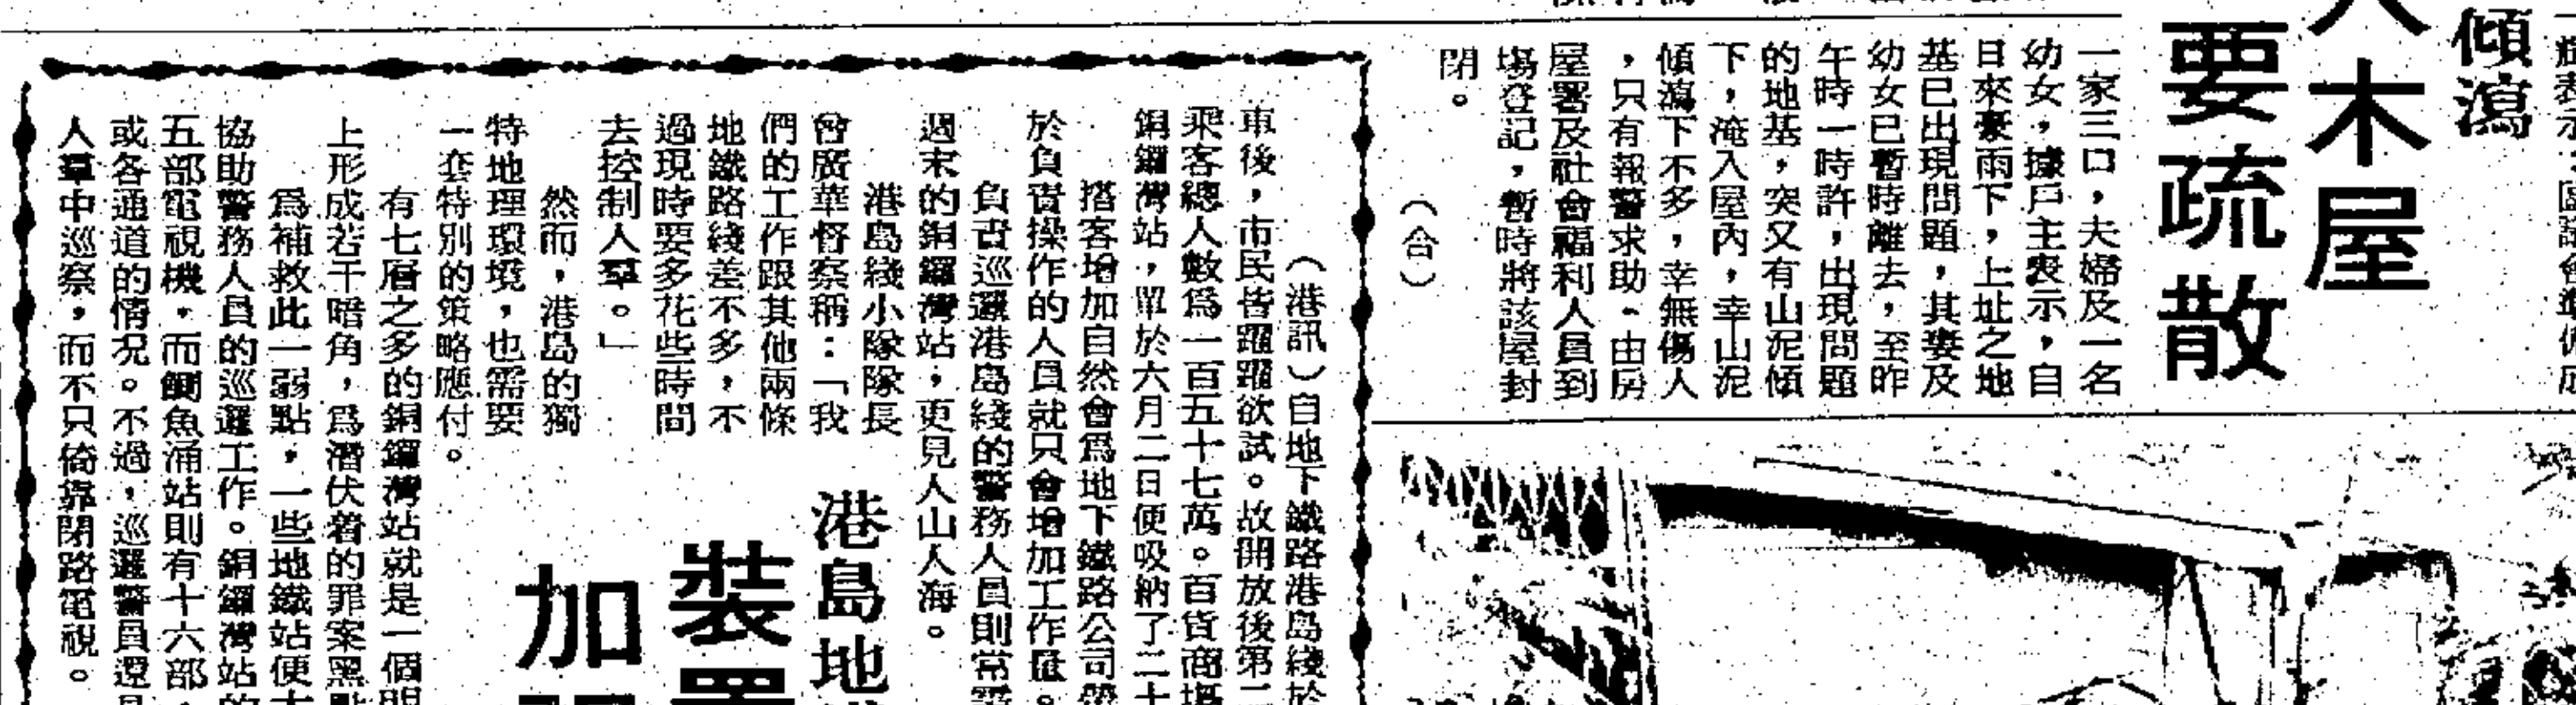 傾瀉
木屋
要疏散
一家三口，夫婦及一名
幼女，據戶主表示，自
日來豪雨下，上址之地
基已出現問題，其妻及
幼女已暫時離去，至昨
午時一時許，出現問題
的地基，突又有山泥傾
下，淹入屋內，幸山泥
傾瀉下不多，幸無傷人
，只有報警求助，由房
屋署及社會福利人員到
場登記，暫時將該屋封
閉。
（合）
（港訊）自地下鐵路港島綫於
車後，市民皆躍躍欲試。故開放後第二
乘客總人數爲一百五十七萬。百貨商場
銅鑼灣站，單於六月二日便吸納了二十
搭客增加自然會爲地下鐵路公司帶
於負責操作的人員就只會增加工作量。
負責巡邏港島綫的警務人員則常需
週末的銅鑼灣站，更見人山人海。
港島地
裝置
加
港島綫小隊隊長
曾廣華督察稱：「我
們的工作跟其他兩條
地鐵路綫差不多，不
過現時要多花些時間
去控制人羣。」
然而，港島的獨
特地理環境，也需要
一套特別的策略應付。
有七層之多的銅鑼灣站就是一個明
上形成若干暗角，爲潛伏着的罪案黑點
爲補救此一弱點，一些地鐵站便大
協助警務人員的巡邏工作。銅鑼灣站的
五部電視機，而鰂魚涌站則有十六部，
或各通道的情況。不過，巡邏警員還是
人羣中巡察，而不只倚靠閉路電視。